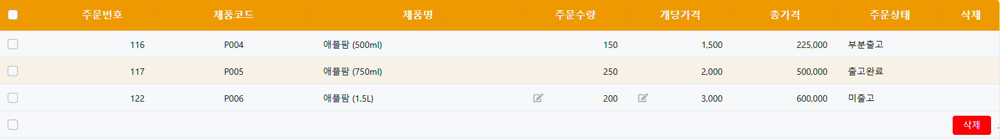 주문번호 제품코드 제품명 주문수량 개당가격 총가격 주문상태 삭제
116 P004 애플팜 (500ml) 150 1,500 225,000 부분출고
117 P005 애플팜 (750ml) 250 2,000 500,000 출고완료
122 P006 애플팜 (1.5L) 200 3,000 600,000 미출고
삭제